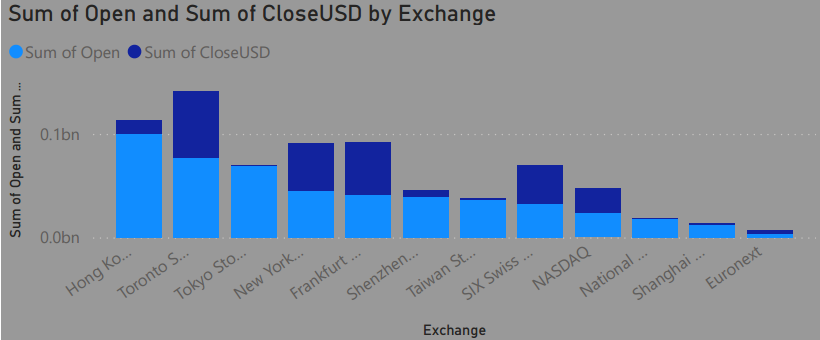 Sum of Open and Sum of CloseUSD by Exchange
Sum of Open Sum of CloseUSD
Sum of Open and Sum ...
0.1bn
0.0bn
Hong Ko...
Toronto S...
Tokyo Sto...
New York...
Frankfurt ...
Shenzhen...
Taiwan St...
SIX Swiss ...
NASDAQ
National ...
Shanghai ...
Euronext
Exchange